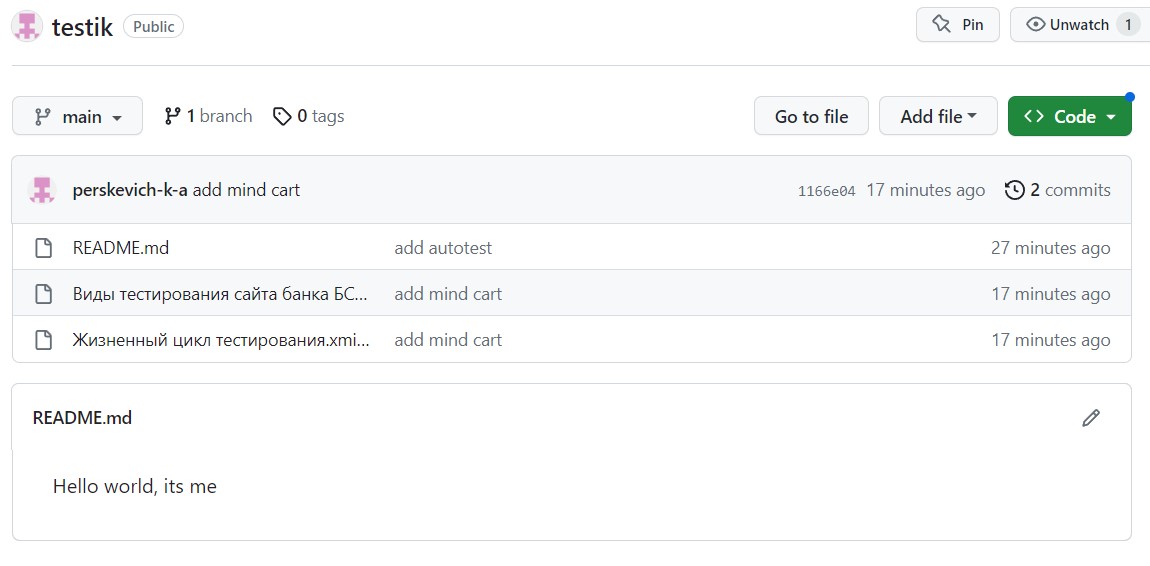 testik Public Pin Unwatch 1
main 1 branch 0 tags Go to file Add file Code
perskevich-k-a add mind cart 1166e04 17 minutes ago 2 commits
README.md add autotest 27 minutes ago
Виды тестирования сайта банка БС... add mind cart 17 minutes ago
Жизненный цикл тестирования.xmi... add mind cart 17 minutes ago
README.md
Hello world, its me